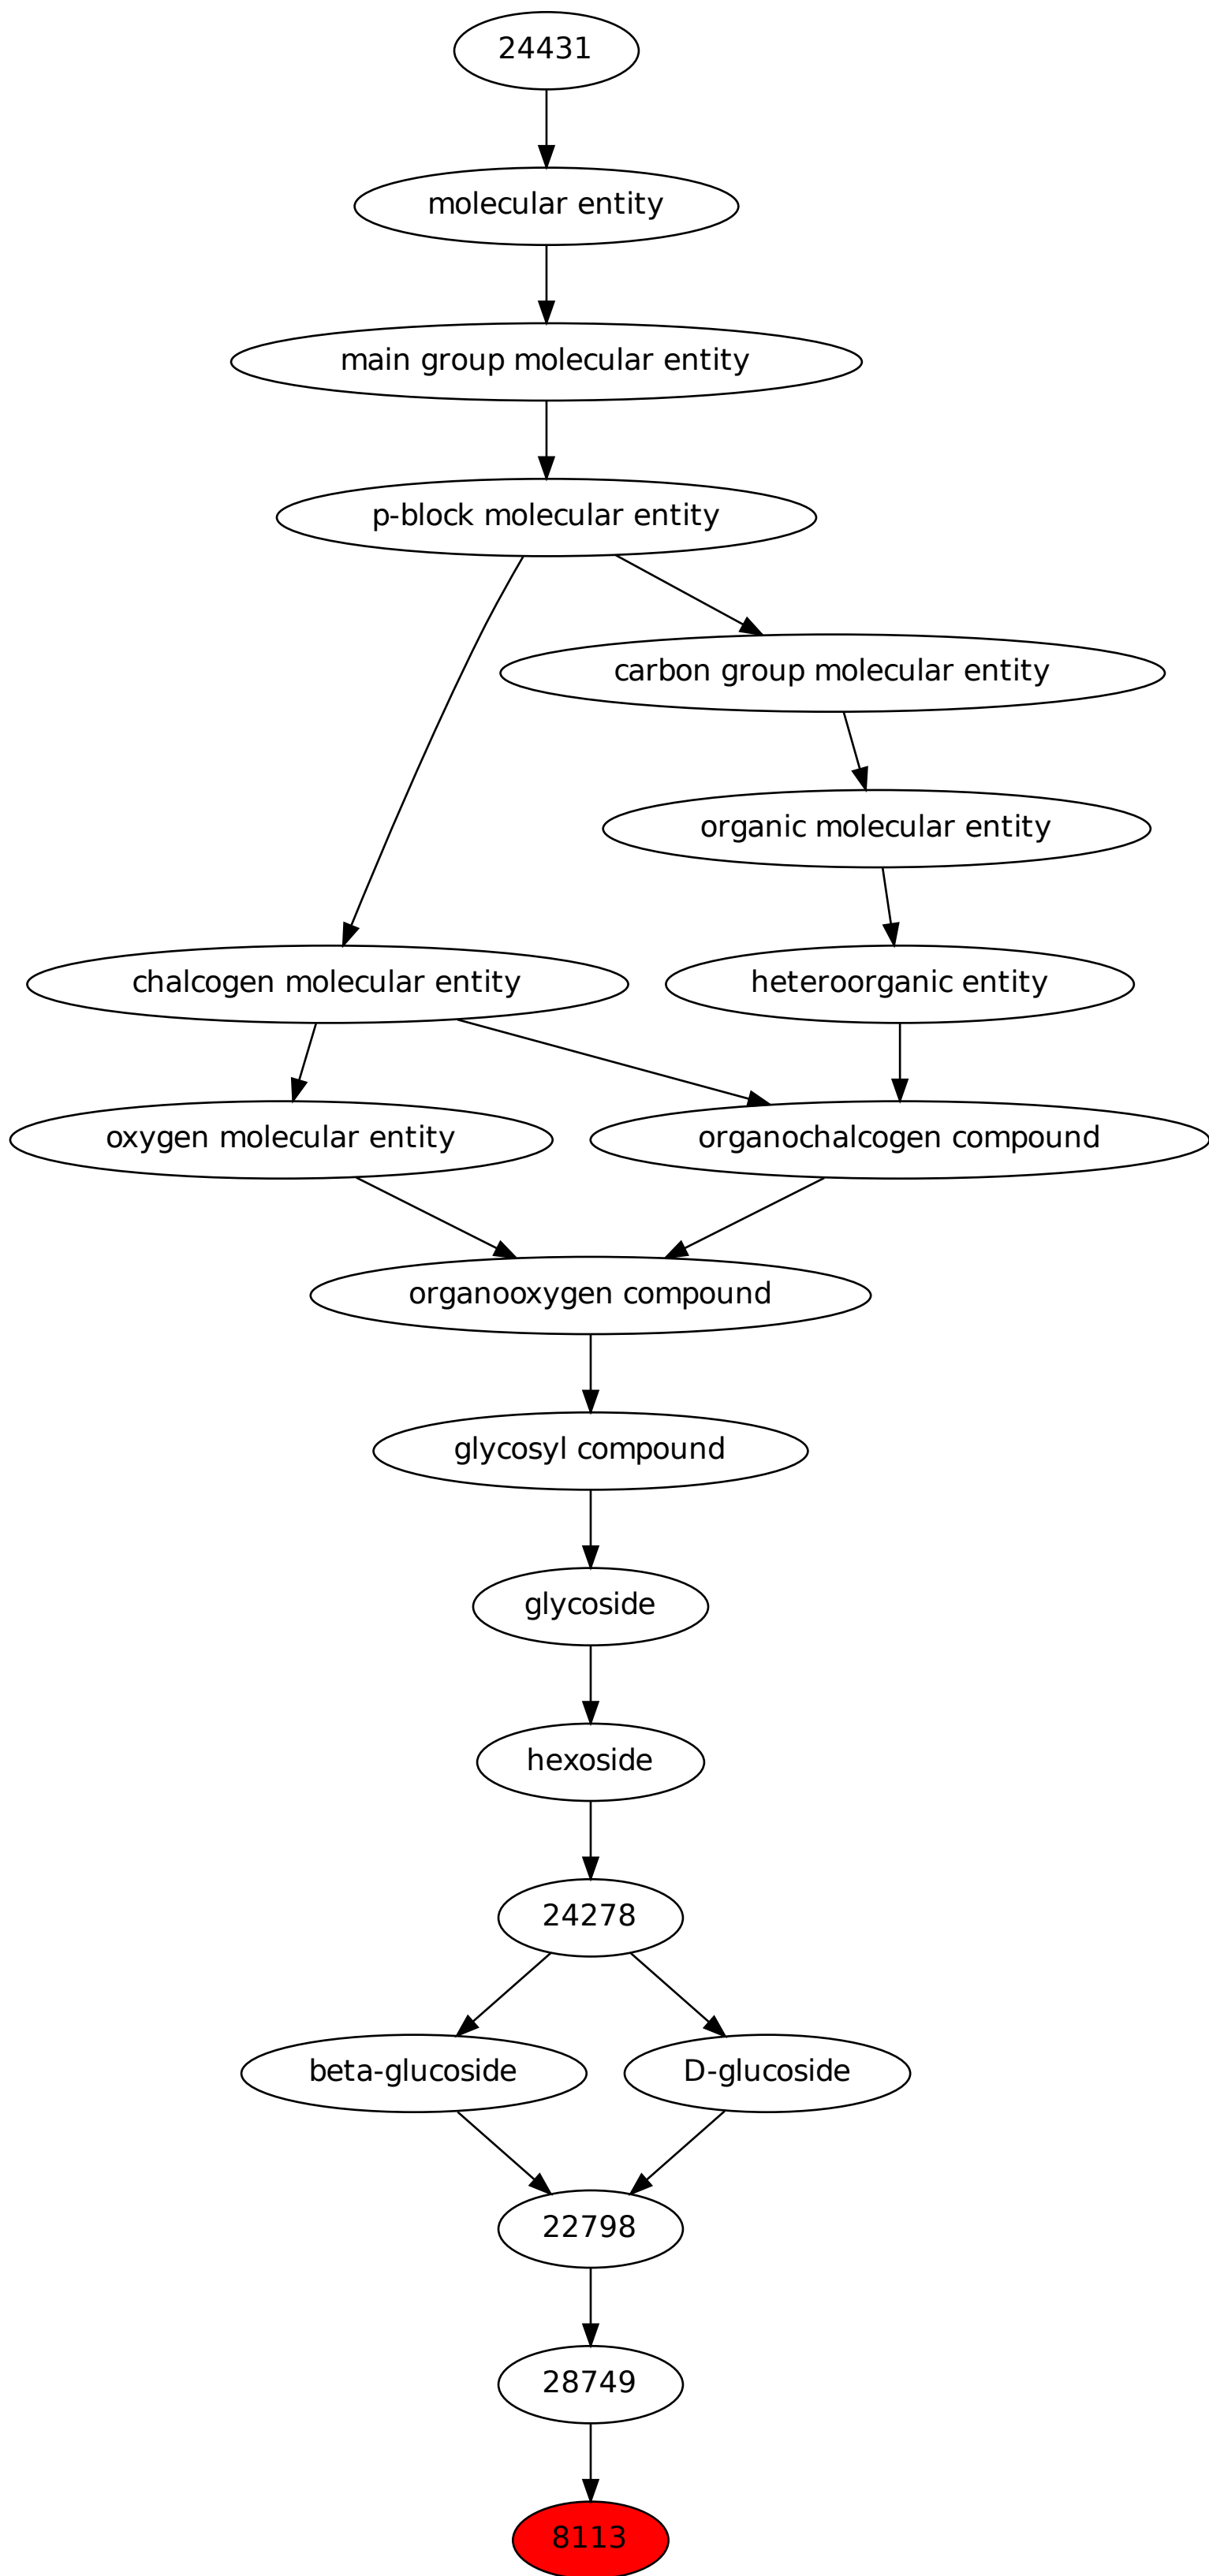 24431
molecular entity
main group molecular entity
p-block molecular entity
carbon group molecular entity
organic molecular entity
chalcogen molecular entity
heteroorganic entity
oxygen molecular entity
organochalcogen compound
organooxygen compound
glycosyl compound
glycoside
hexoside
24278
beta-glucoside
D-glucoside
22798
28749
8113